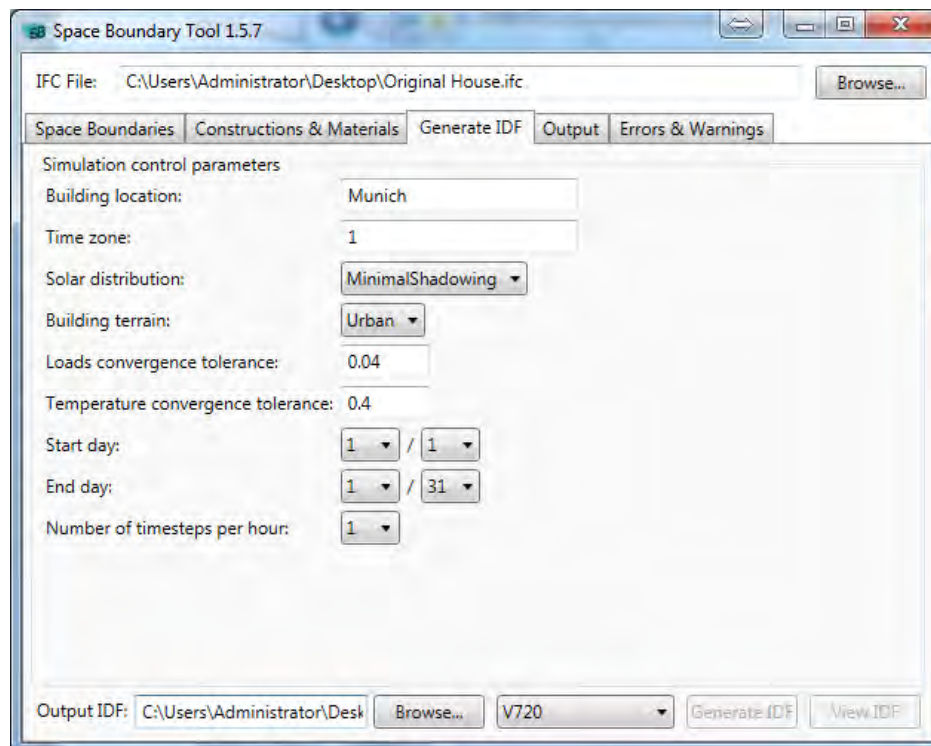 SB Space Boundary Tool 1.5.7
IFC File: C:\Users\Administrator\Desktop\Original House.ifc Browse...
Space Boundaries Constructions & Materials Generate IDF Output Errors & Warnings
Simulation control parameters
Building location: Munich
Time zone: 1
Solar distribution: MinimalShadowing
Building terrain: Urban
Loads convergence tolerance: 0.04
Temperature convergence tolerance: 0.4
Start day: 1 / 1
End day: 1 / 31
Number of timesteps per hour: 1
Output IDF: C:\Users\Administrator\Desk Browse... V720 Generate IDF View IDF